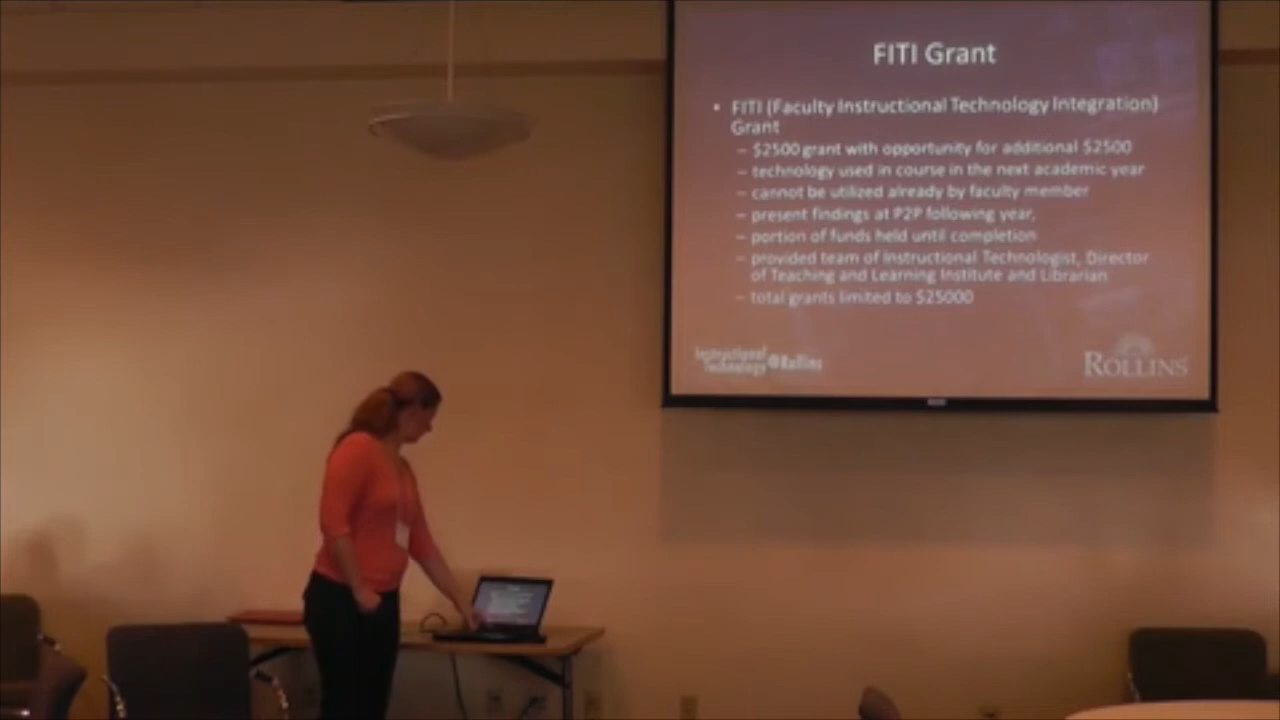 FITI Grant
• FITI (Faculty Instructional Technology Integration)
Grant
– $2500 grant with opportunity for additional $2500
– technology used in course in the next academic year
– cannot be utilized already by faculty member
– present findings at P2P following year,
– portion of funds held until completion
– provided team of Instructional Technologist, Director
of Teaching and Learning Institute and Librarian
– total grants limited to $25000
Instructional
Technology @Rollins
ROLLINS